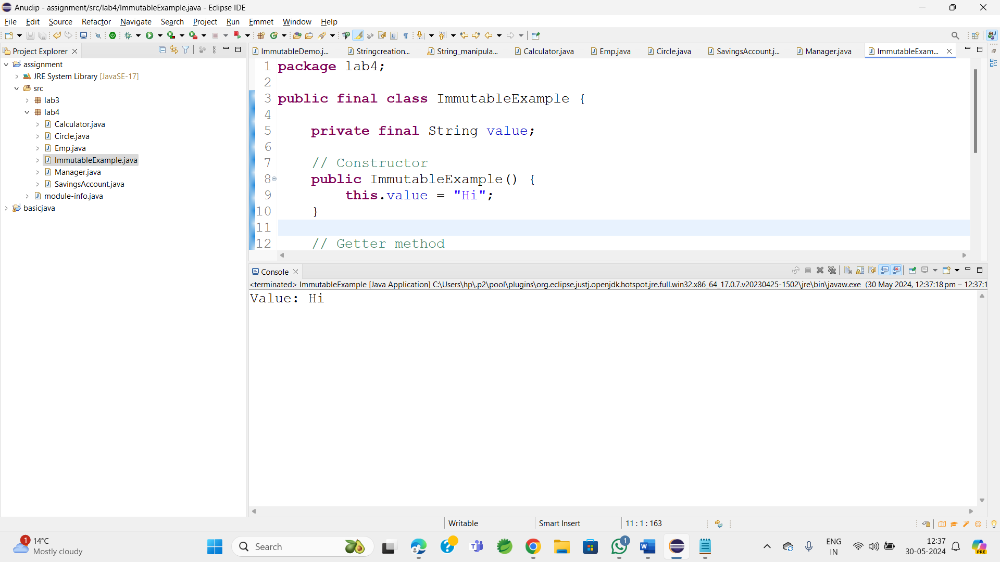 Anudip - assignment/src/lab4/ImmutableExample.java - Eclipse IDE
File Edit Source Refactor Navigate Search Project Run Emmet Window Help
Project Explorer
assignment
JRE System Library [JavaSE-17]
src
lab3
lab4
Calculator.java
Circle.java
Emp.java
ImmutableExample.java
Manager.java
SavingsAccount.java
module-info.java
basicjava
ImmutableDemo.j... Stringcreation... String_manipula... Calculator.java Emp.java Circle.java SavingsAccount.j... Manager.java ImmutableExam...
1 package lab4;
2
3 public final class ImmutableExample {
4
5 private final String value;
6
7 // Constructor
8 public ImmutableExample() {
9 this.value = "Hi";
10 }
11
12 // Getter method
Console
<terminated> ImmutableExample [Java Application] C:\Users\hp\.p2\pool\plugins\org.eclipse.justj.openjdk.hotspot.jre.full.win32.x86_64_17.0.7.v20230425-1502\jre\bin\javaw.exe (30 May 2024, 12:37:18 pm – 12:37:1
Value: Hi
Writable Smart Insert 11 : 1 : 163
1
14°C
Mostly cloudy
Search
1
ENG
IN
12:37
30-05-2024
PRE